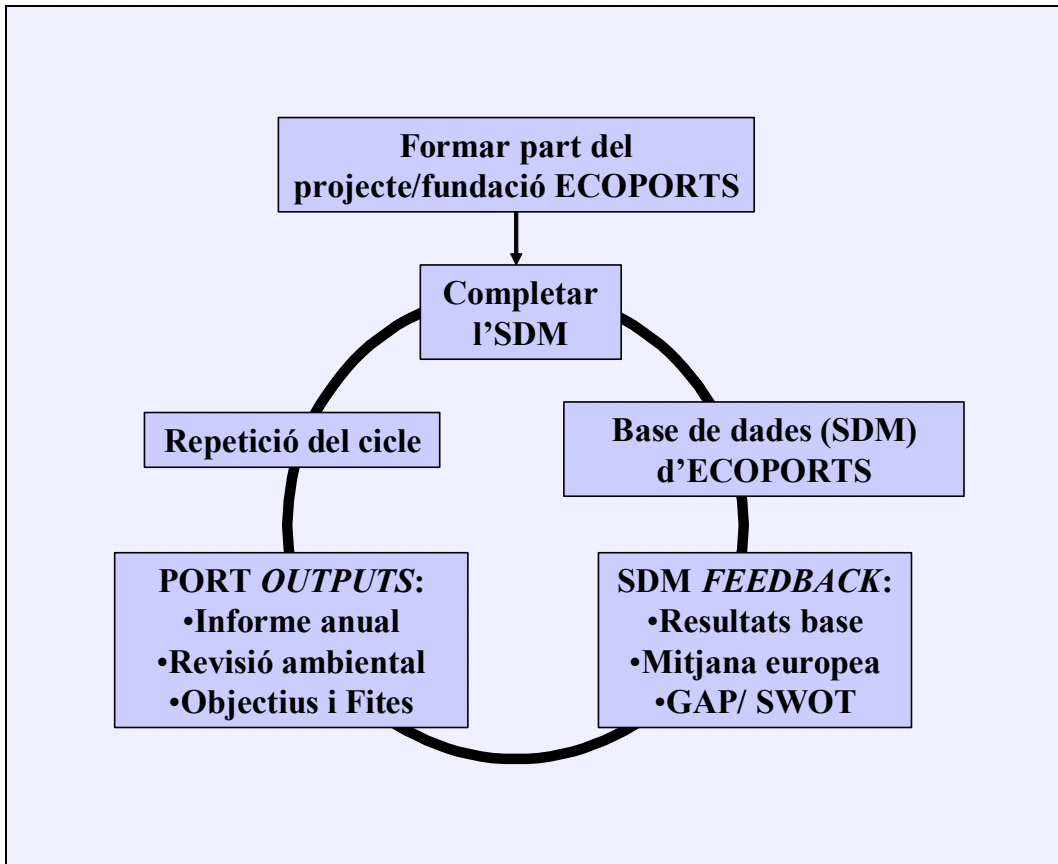 Formar part del
projecte/fundació ECOPORTS
Completar
l’SDM
Repetició del cicle
Base de dades (SDM)
d’ECOPORTS
PORT OUTPUTS:
•Informe anual
•Revisió ambiental
•Objectius i Fites
SDM FEEDBACK:
•Resultats base
•Mitjana europea
•GAP/ SWOT